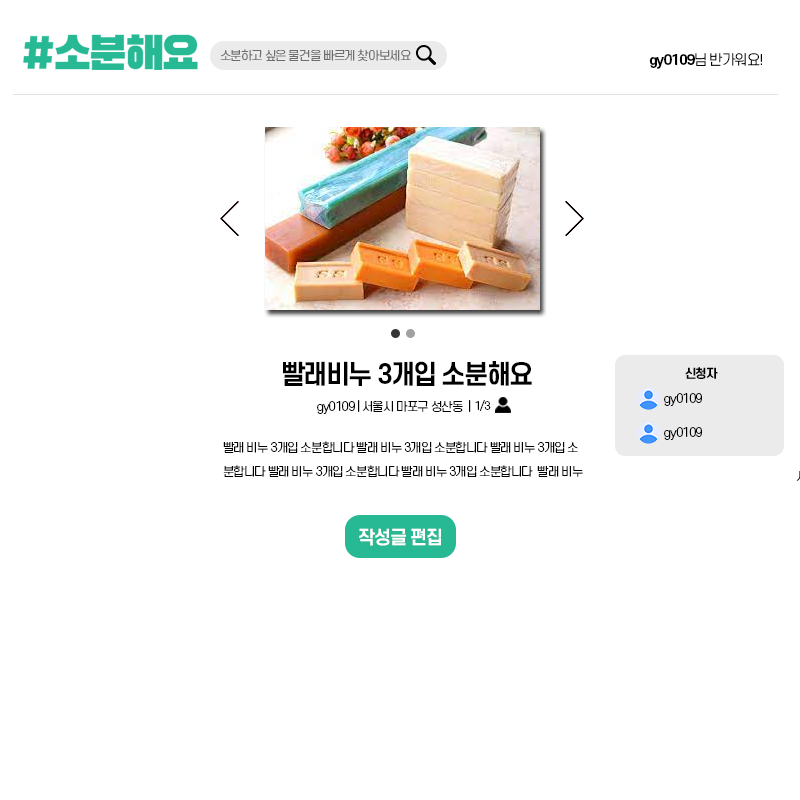 #소분해요
소분하고 싶은 물건을 빠르게 찾아보세요
gy0109님 반가워요!
빨래비누 3개입 소분해요
gy0109 | 서울시 마포구 성산동 | 1/3
빨래 비누 3개입 소분합니다 빨래 비누 3개입 소분합니다 빨래 비누 3개입 소
분합니다 빨래 비누 3개입 소분합니다 빨래 비누 3개입 소분합니다 빨래 비누
신청자
gy0109
gy0109
작성글 편집